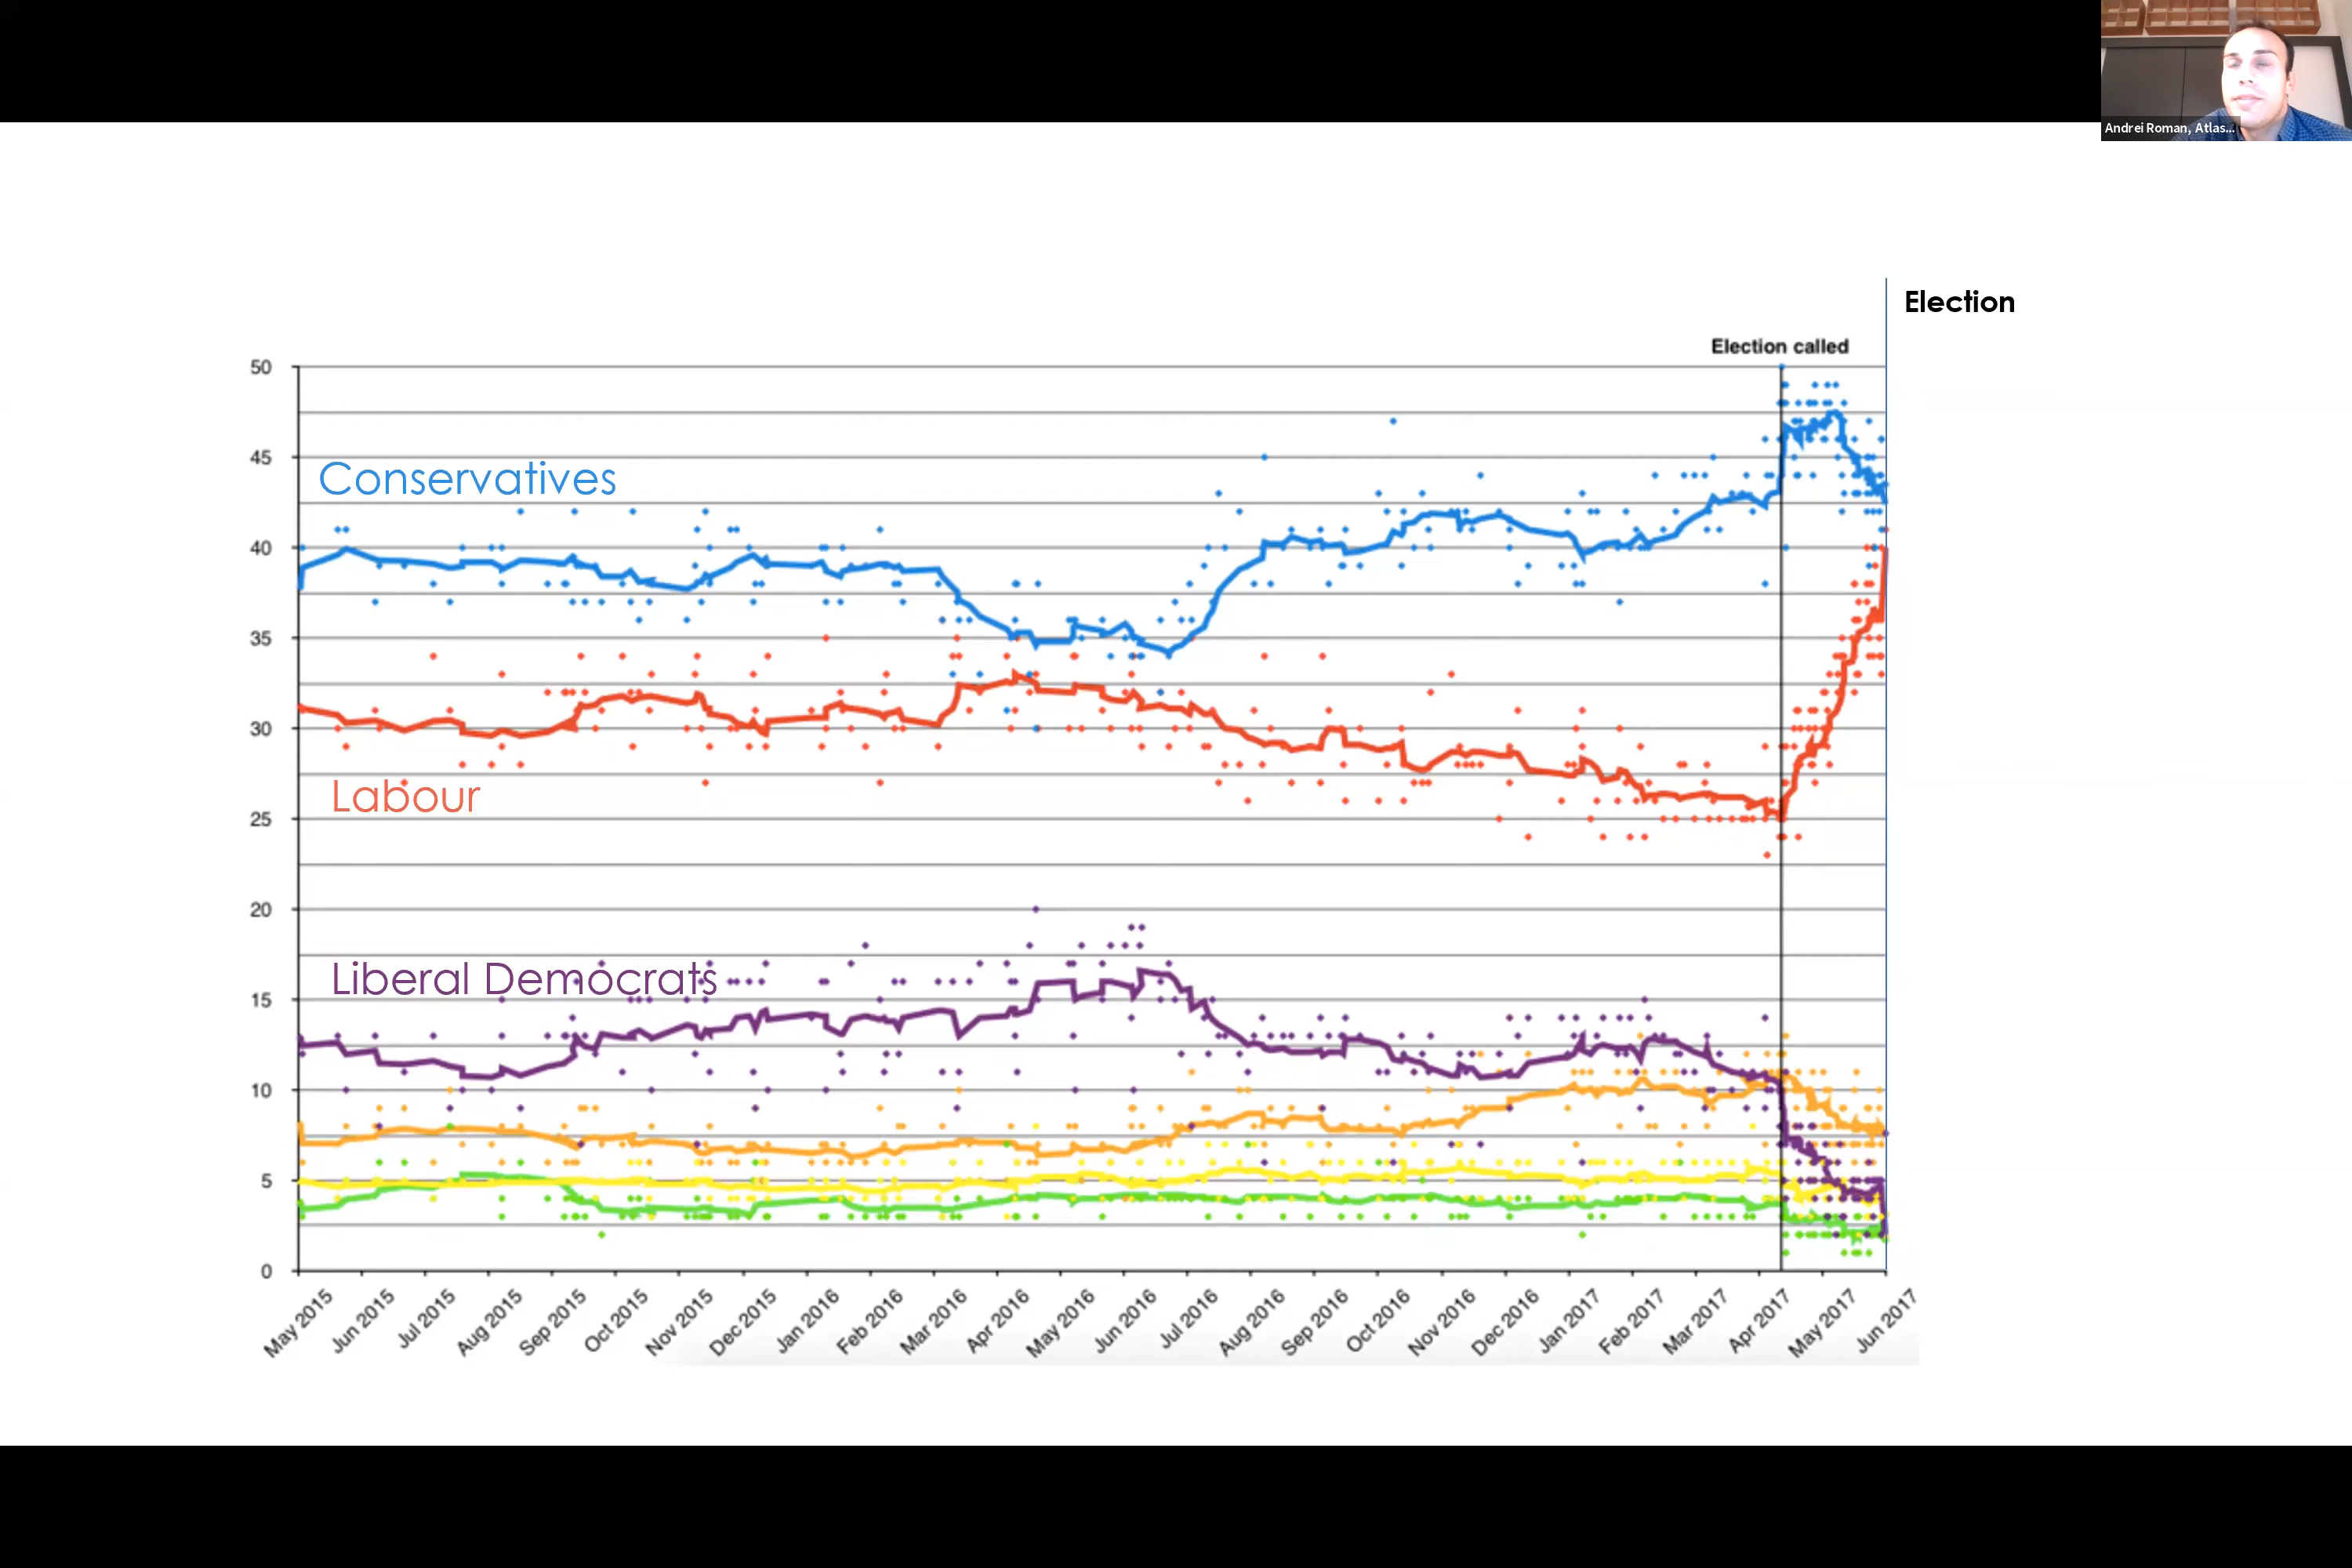 Andrei Roman, Atlas...
Election
Election called
50
45
Conservatives
40
35
30
Labour
25
20
Liberal Democrats
15
10
5
0
May 2015
Jun 2015
Jul 2015
Aug 2015
Sep 2015
Oct 2015
Nov 2015
Dec 2015
Jan 2016
Feb 2016
Mar 2016
Apr 2016
May 2016
Jun 2016
Jul 2016
Aug 2016
Sep 2016
Oct 2016
Nov 2016
Dec 2016
Jan 2017
Feb 2017
Mar 2017
Apr 2017
May 2017
Jun 2017